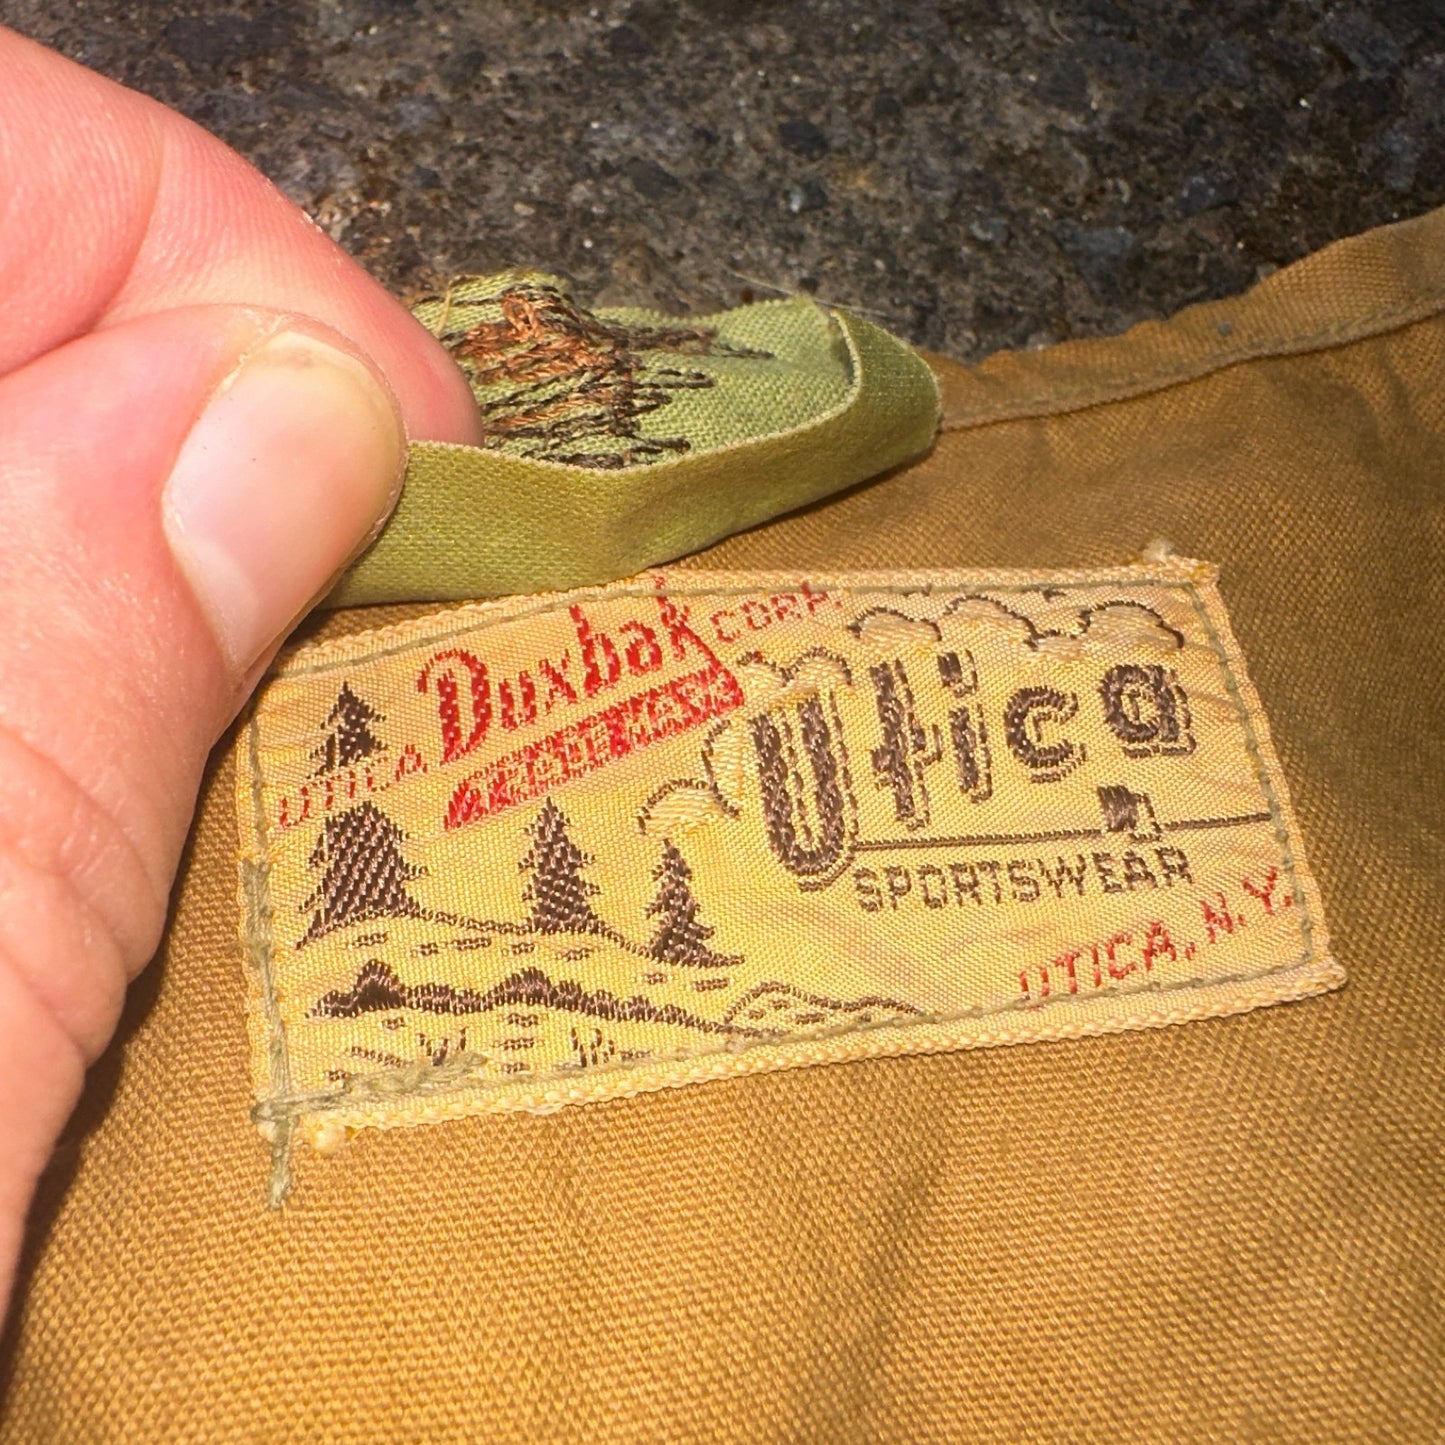 UTICA Duxbak CORP.
Utica
SPORTSWEAR
UTICA, N.Y.